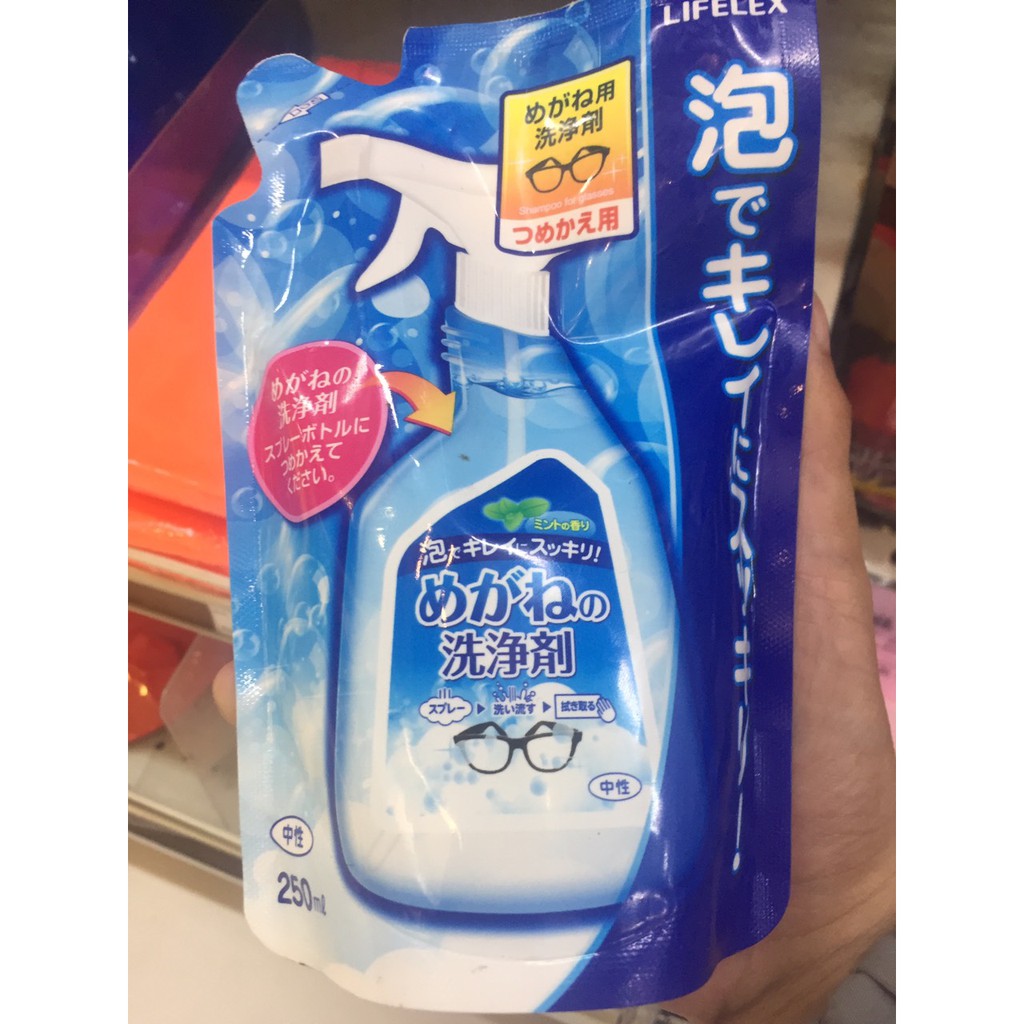 LIFELEX
泡でキレイにスッキリ!
めがね用
洗浄剤
Shampoo for glasses
つめかえ用
めがねの
洗浄剤
スプレーボトルに
つめかえて
ください。
ミントの香り
泡でキレイにスッキリ!
めがねの
洗浄剤
スプレー ▶ 洗い流す ▶ 拭き取る
中性
中性
250ml